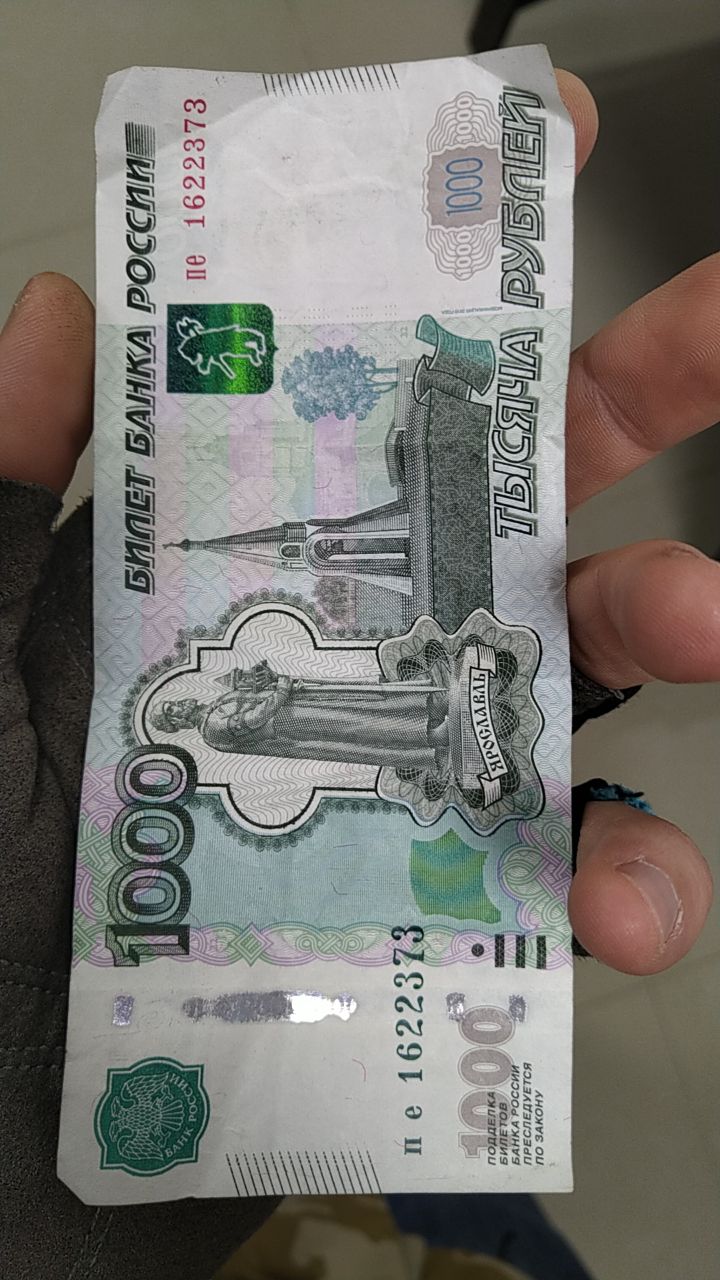 БАНК РОССИИ
1000
БИЛЕТ БАНКА РОССИИ
пе 1622373
пе 1622373
ЯРОСЛАВЛЬ
1000
ПОДДЕЛКА
БИЛЕТОВ
БАНКА РОССИИ
ПРЕСЛЕДУЕТСЯ
ПО ЗАКОНУ
1000 1000 1000
ТЫСЯЧА РУБЛЕЙ